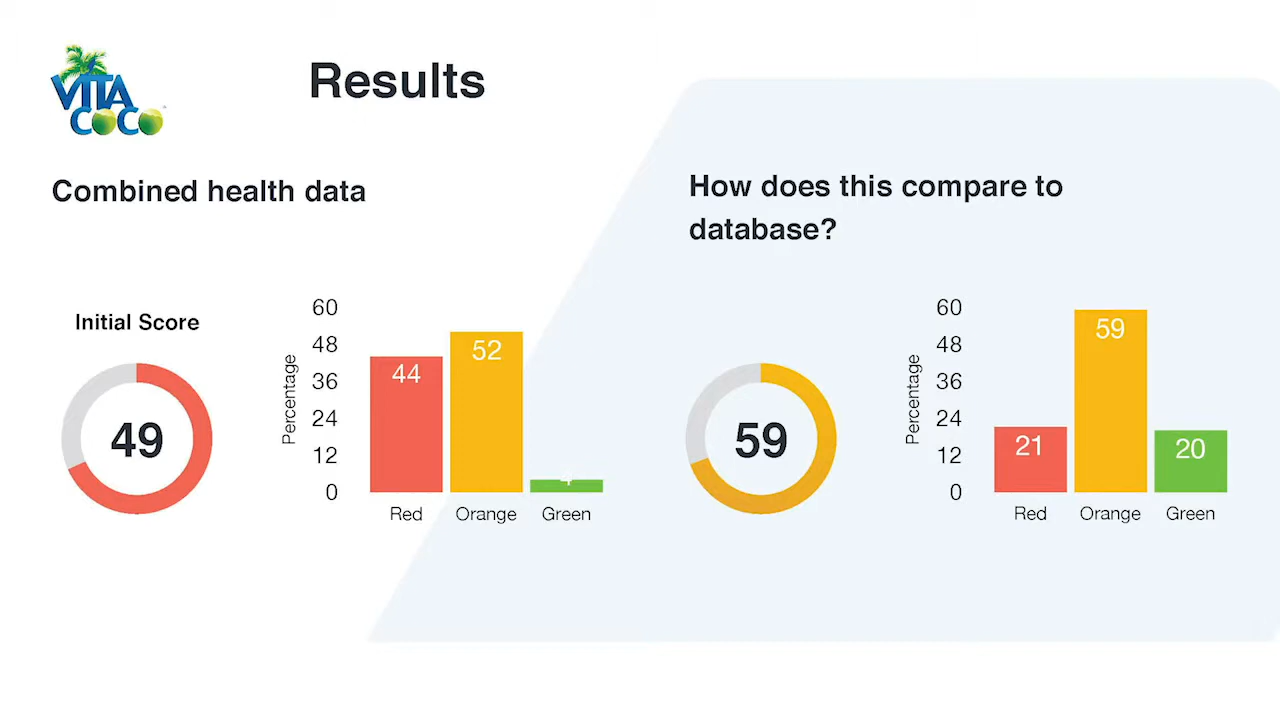 VITA
COCO
Results
Combined health data
Initial Score
49
Percentage
60
48
36
24
12
0
44
52
4
Red Orange Green
How does this compare to
database?
59
Percentage
60
48
36
24
12
0
21
59
20
Red Orange Green